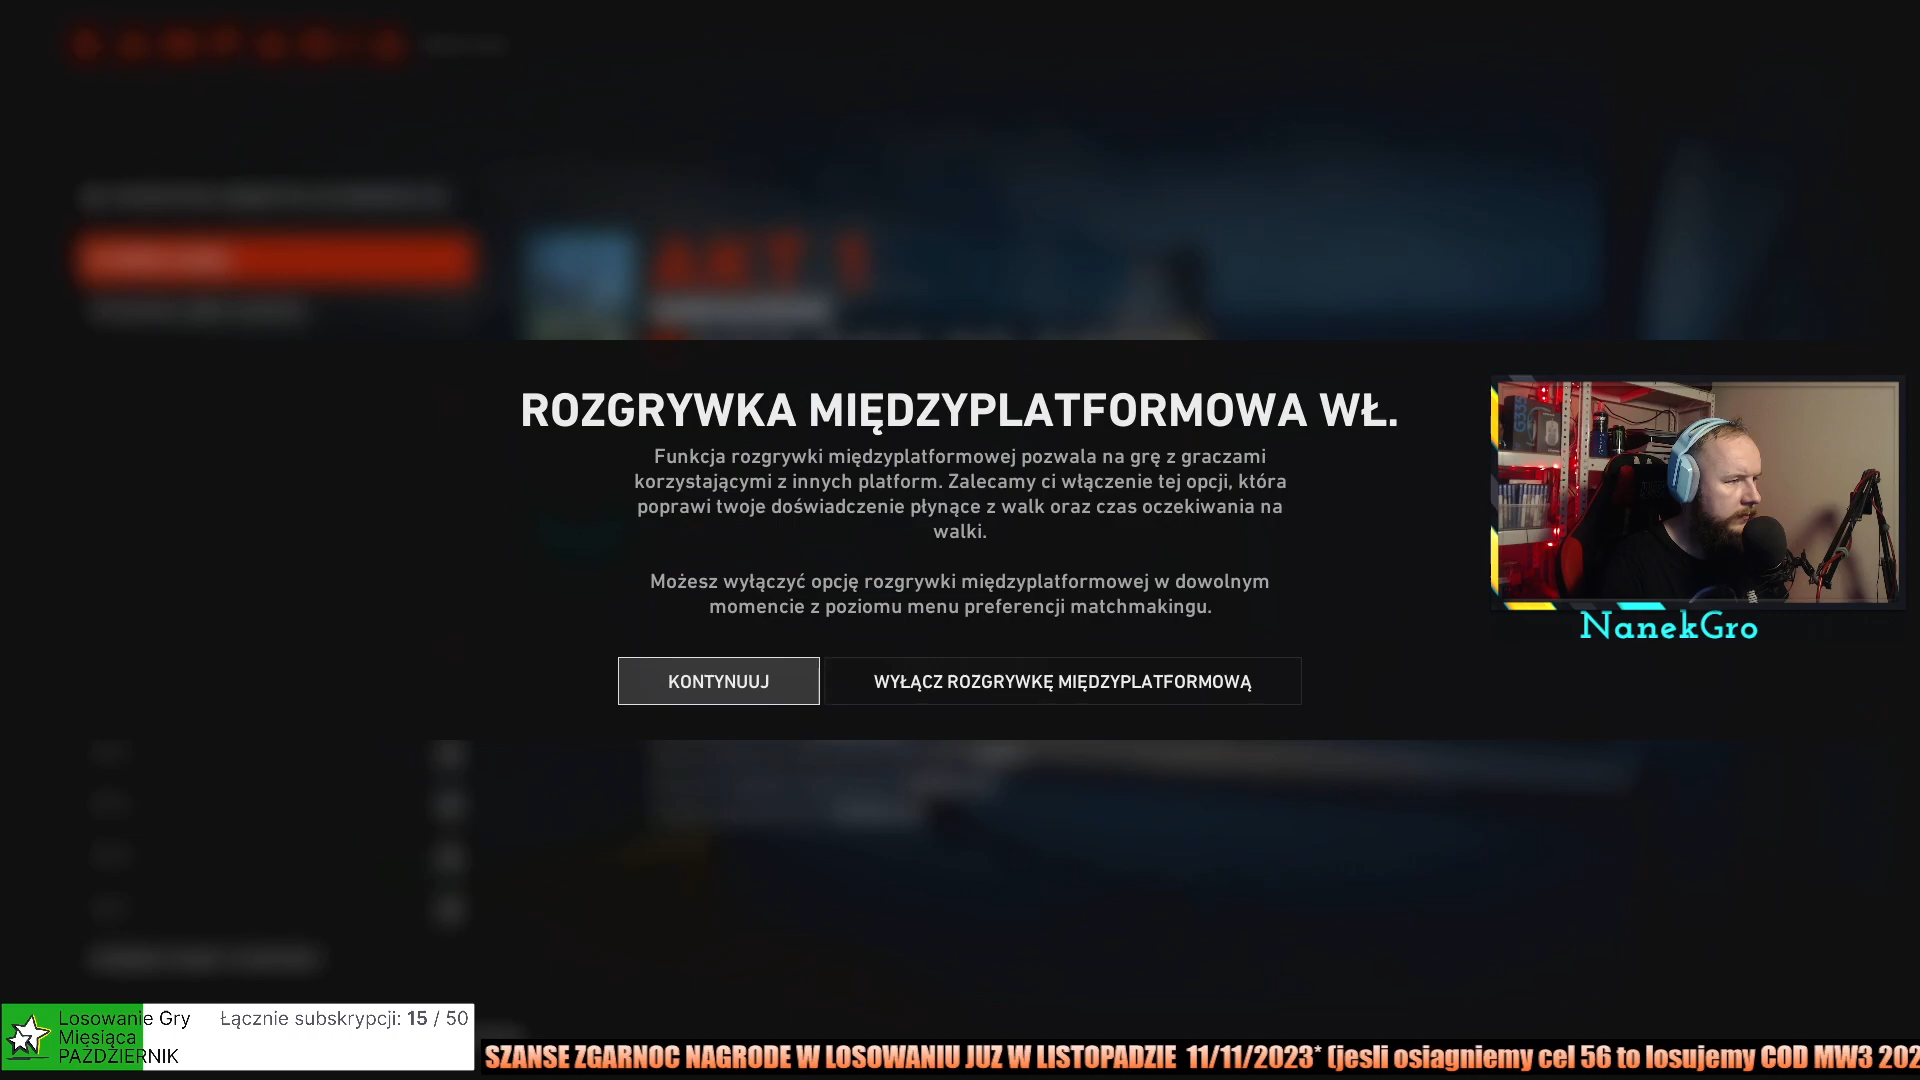 AKT 1
ROZGRYWKA MIĘDZYPLATFORMOWA WŁ.
Funkcja rozgrywki międzyplatformowej pozwala na grę z graczami
korzystającymi z innych platform. Zalecamy ci włączenie tej opcji, która
poprawi twoje doświadczenie płynące z walk oraz czas oczekiwania na
walki.
Możesz wyłączyć opcję rozgrywki międzyplatformowej w dowolnym
momencie z poziomu menu preferencji matchmakingu.
KONTYNUUJ
WYŁĄCZ ROZGRYWKĘ MIĘDZYPLATFORMOWĄ
NanekGro
Losowanie Gry
Miesiąca
PAŹDZIERNIK
Łącznie subskrypcji: 15 / 50
SZANSE ZGARNOC NAGRODE W LOSOWANIU JUZ W LISTOPADZIE 11/11/2023* (jesli osiagniemy cel 56 to losujemy COD MW3 202